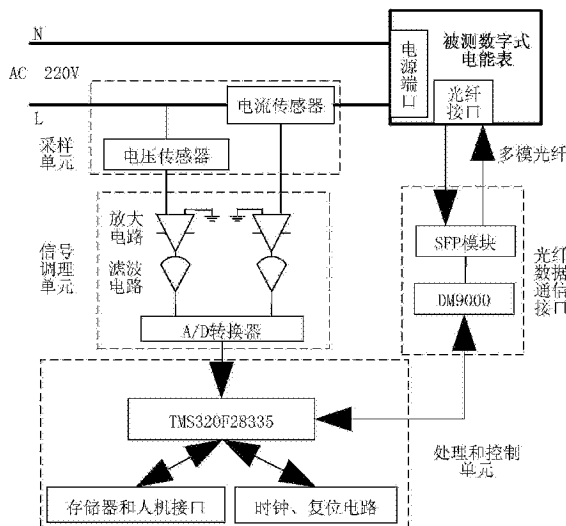 N
AC 220V
L
电源端口
被测数字式
电能表
光纤
接口
电流传感器
电压传感器
采样
单元
多模光纤
放大
电路
滤波
电路
信号
调理
单元
A/D转换器
SFP模块
DM9000
光纤
数据
通信
接口
TMS320F28335
处理和控制
单元
存储器和人机接口
时钟、复位电路